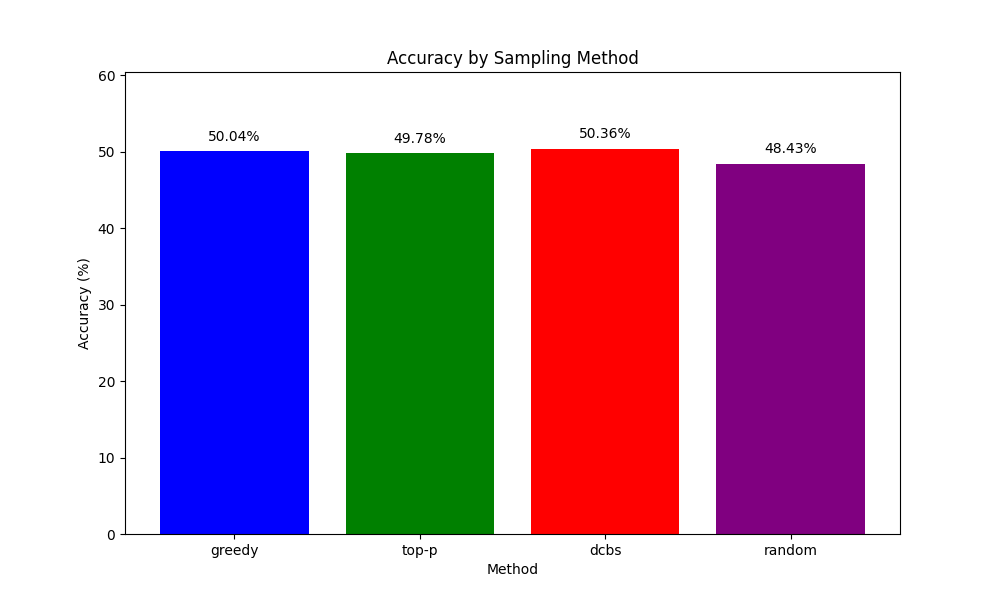 Accuracy by Sampling Method
60
50
40
30
20
10
0
Accuracy (%)
50.04%
49.78%
50.36%
48.43%
greedy
top-p
dcbs
random
Method